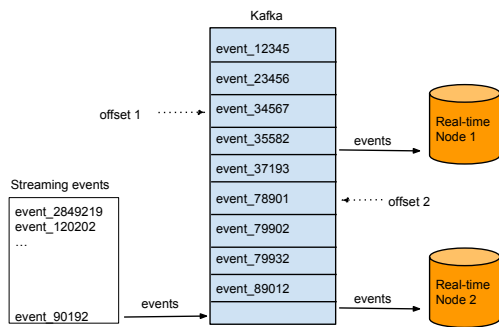 Kafka
event_12345
event_23456
event_34567
event_35582
event_37193
event_78901
event_79902
event_79932
event_89012
offset 1
offset 2
Streaming events
event_2849219
event_120202
...
event_90192
events
events
Real-time
Node 1
events
Real-time
Node 2